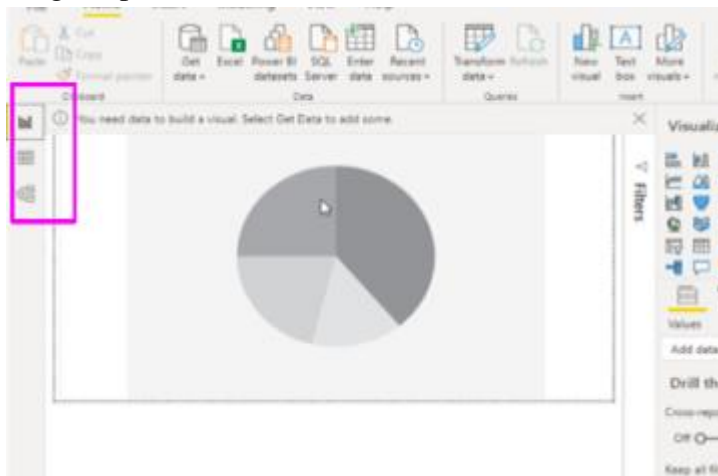 Cut
Copy
Paste
Format painter
Clipboard
Get data
Excel
Power BI datasets
SQL Server
Enter data
Recent sources
Data
Transform data
Refresh
Queries
New visual
Text box
More visuals
Insert
You need data to build a visual. Select Get Data to add some.
Filters
Values
Add data
Drill th
Cross-repo
Off
Keep all fi